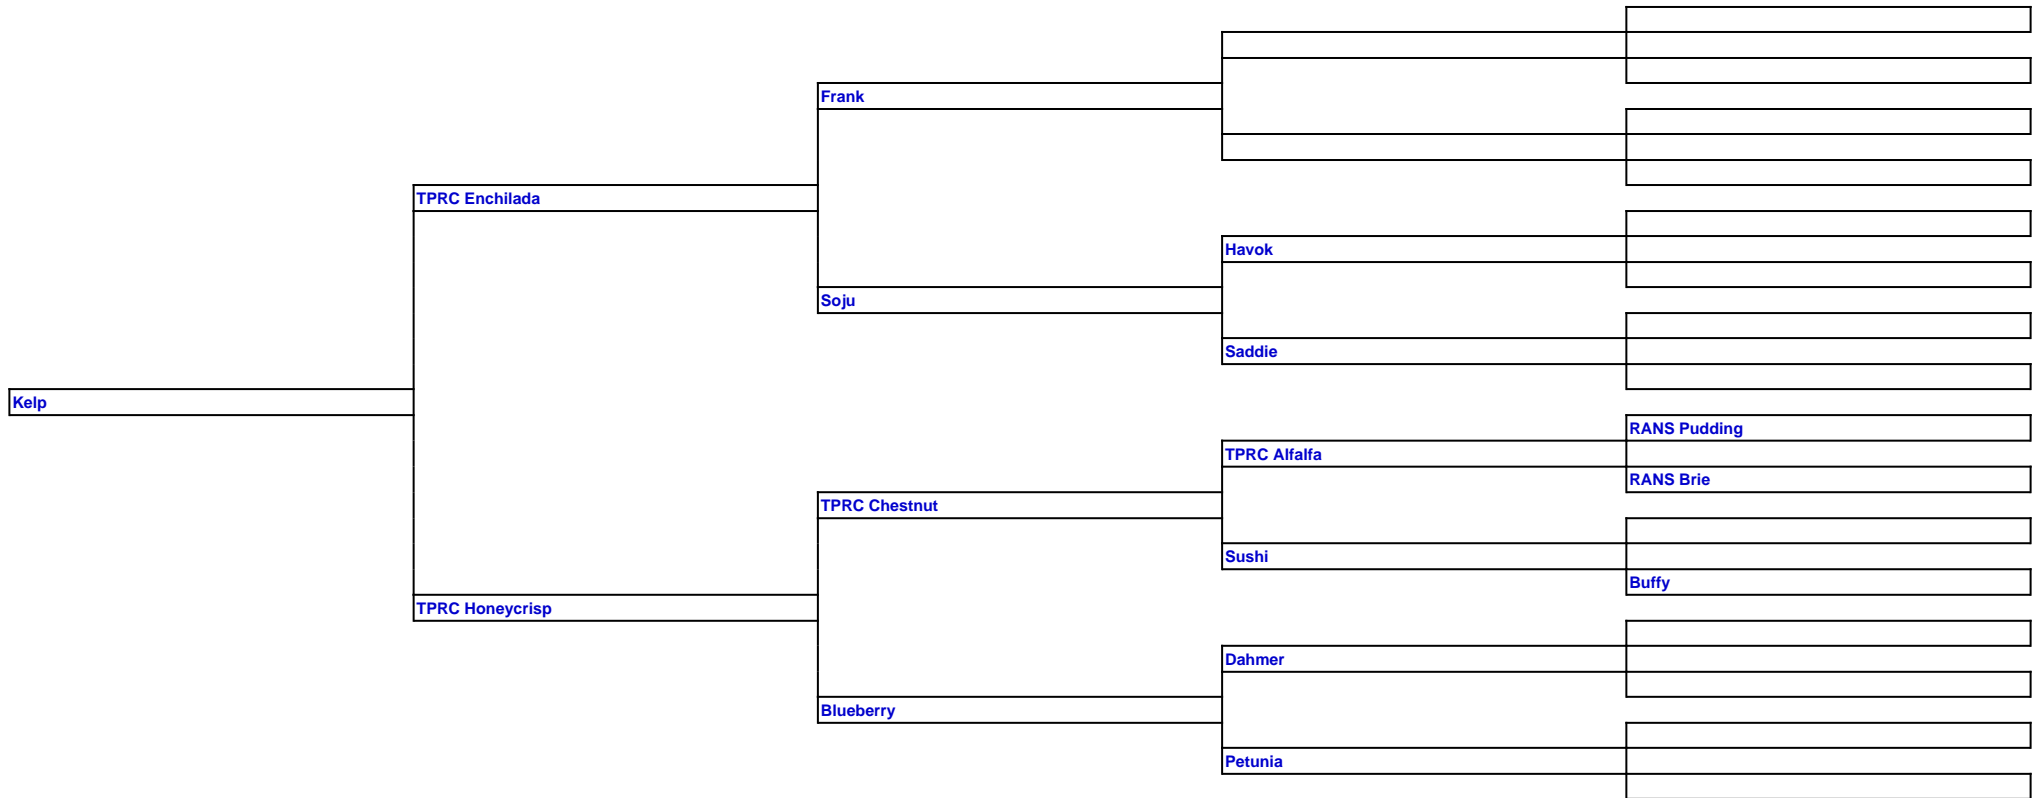 Frank
TPRC Enchilada
Havok
Soju
Saddie
Kelp
RANS Pudding
TPRC Alfalfa
RANS Brie
TPRC Chestnut
Sushi
Buffy
TPRC Honeycrisp
Dahmer
Blueberry
Petunia